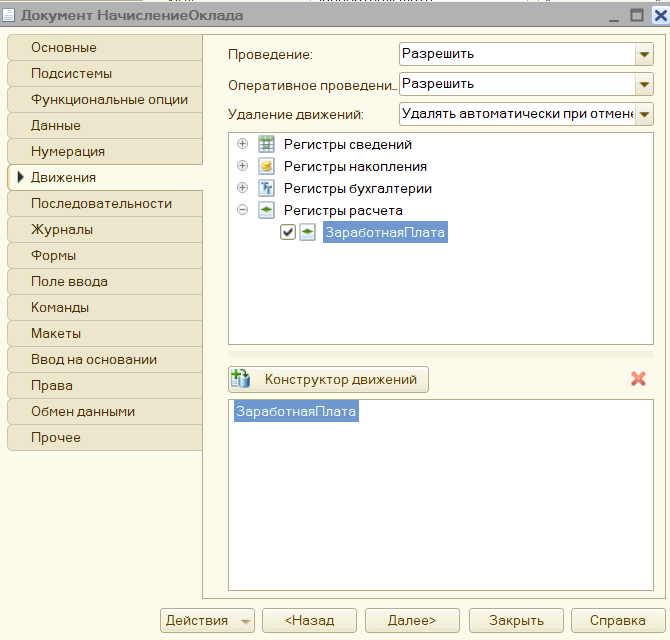 Документ НачислениеОклада
Основные
Подсистемы
Функциональные опции
Данные
Нумерация
Движения
Последовательности
Журналы
Формы
Поле ввода
Команды
Макеты
Ввод на основании
Права
Обмен данными
Прочее
Проведение:
Разрешить
Оперативное проведени...
Разрешить
Удаление движений:
Удалять автоматически при отмене
Регистры сведений
Регистры накопления
Регистры бухгалтерии
Регистры расчета
ЗаработнаяПлата
Конструктор движений
ЗаработнаяПлата
Действия
<Назад
Далее>
Закрыть
Справка